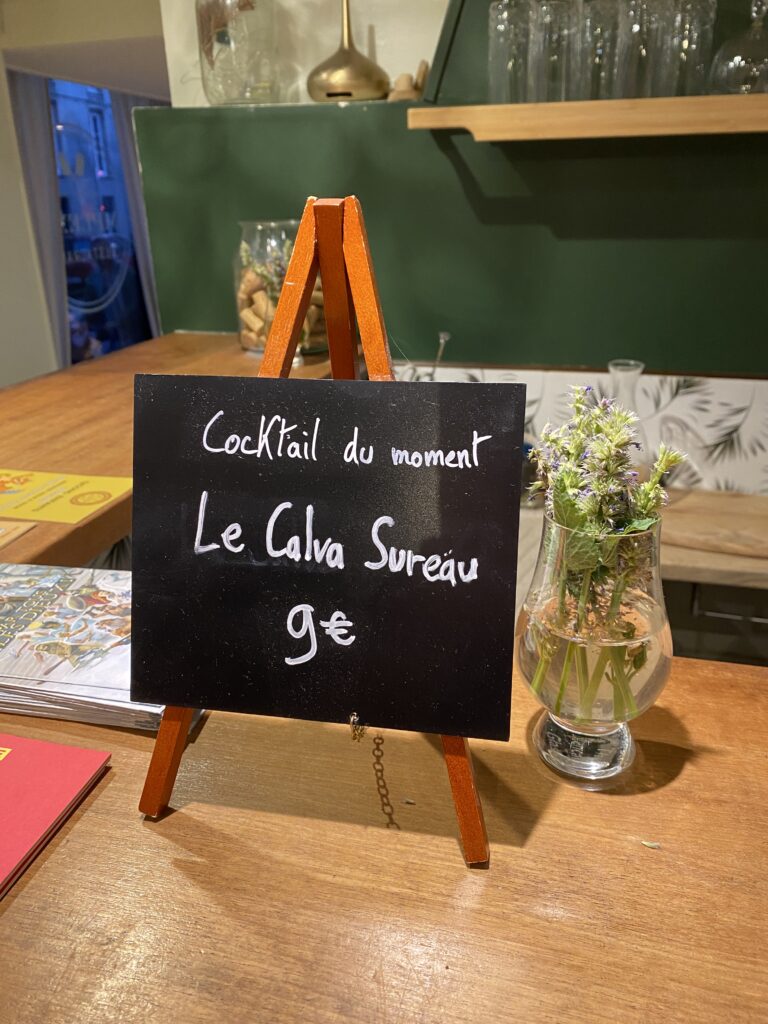 Cocktail du moment
Le Calva Sureau
9€